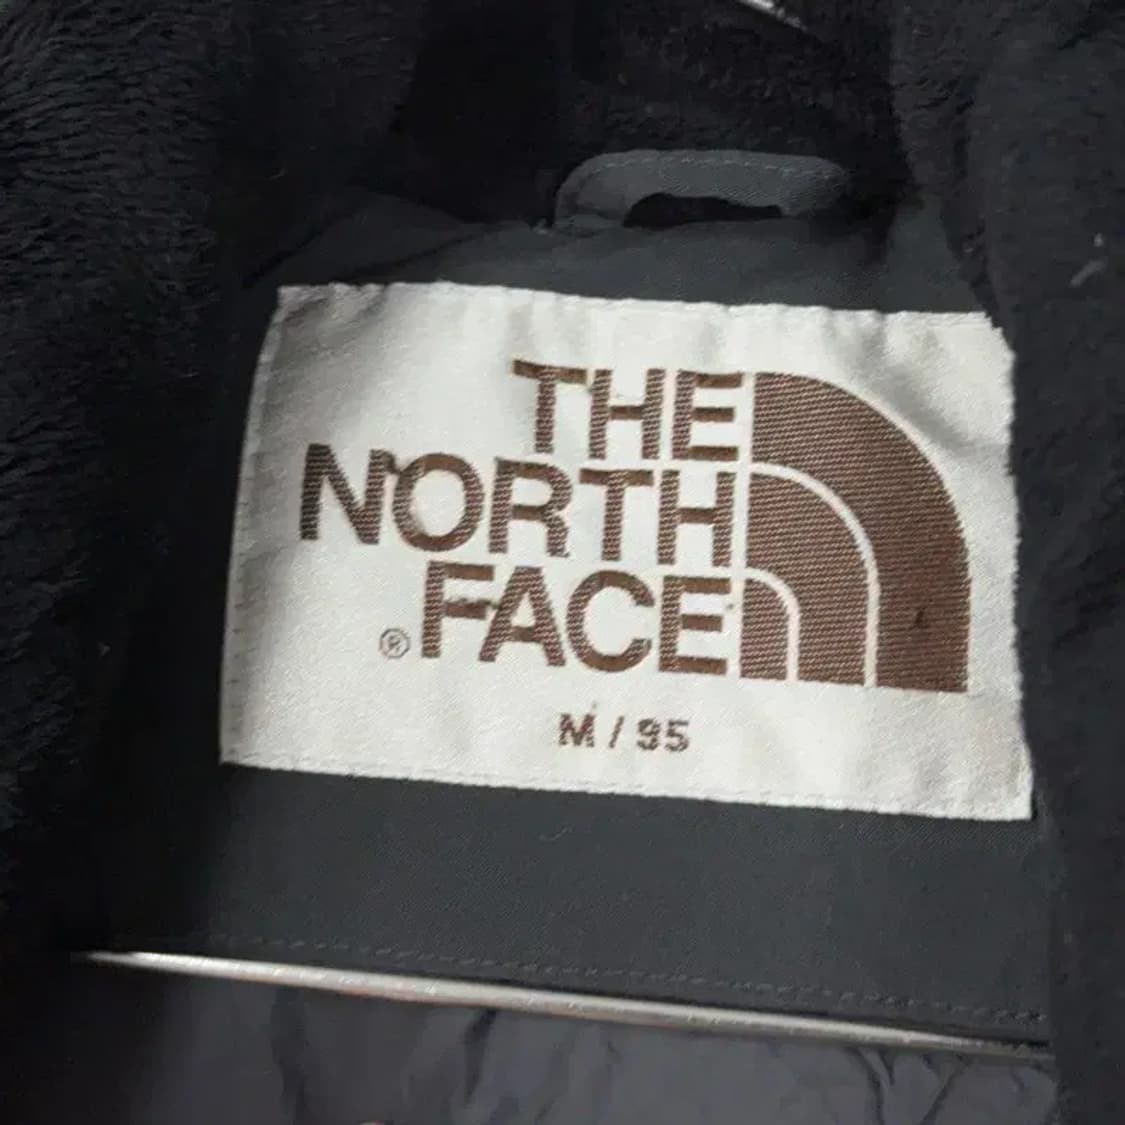 THE
NORTH
®FACE
M / 95